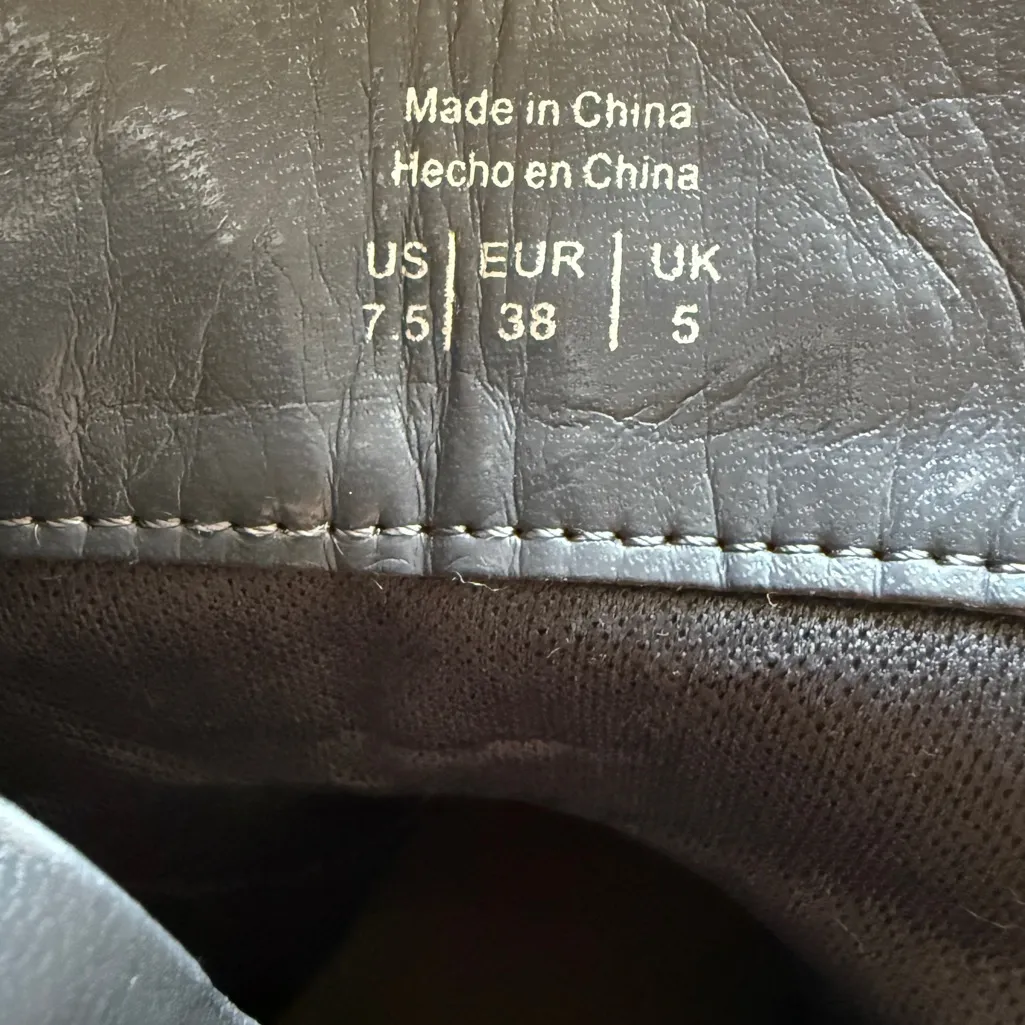 Made in China
Hecho en China
US | EUR | UK
7.5 | 38 | 5